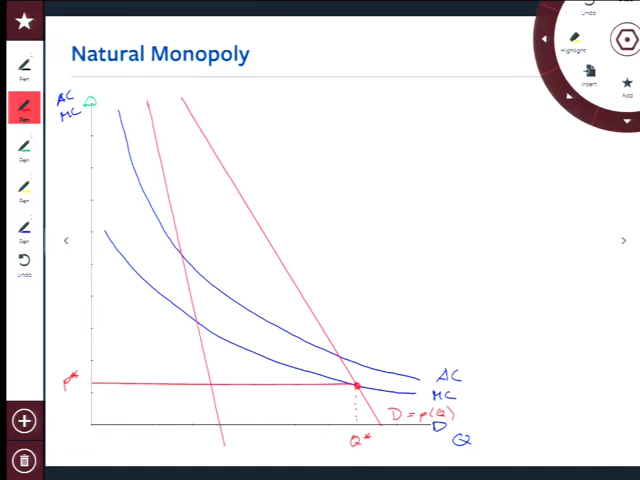 Natural Monopoly
Undo
Highlight
Insert
Add
Pen
Pen
Pen
Pen
Pen
Undo
AC
MC
p*
AC
MC
D = p(Q)
Q*
Q